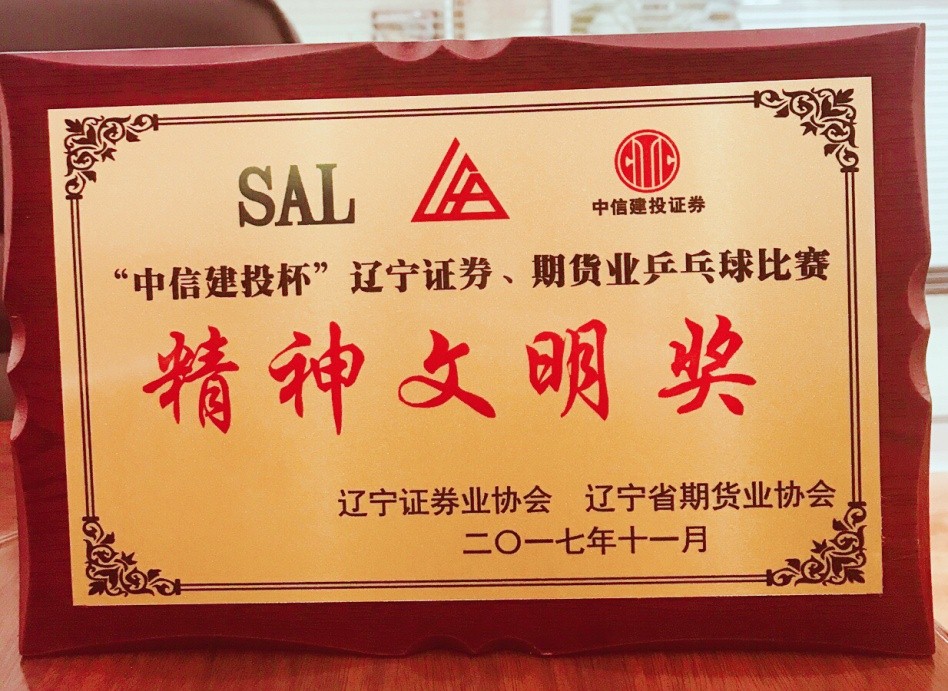 SAL
CITIC
中信建投证券
“中信建投杯”辽宁证券、期货业乒乓球比赛
精神文明奖
辽宁证券业协会 辽宁省期货业协会
二〇一七年十一月